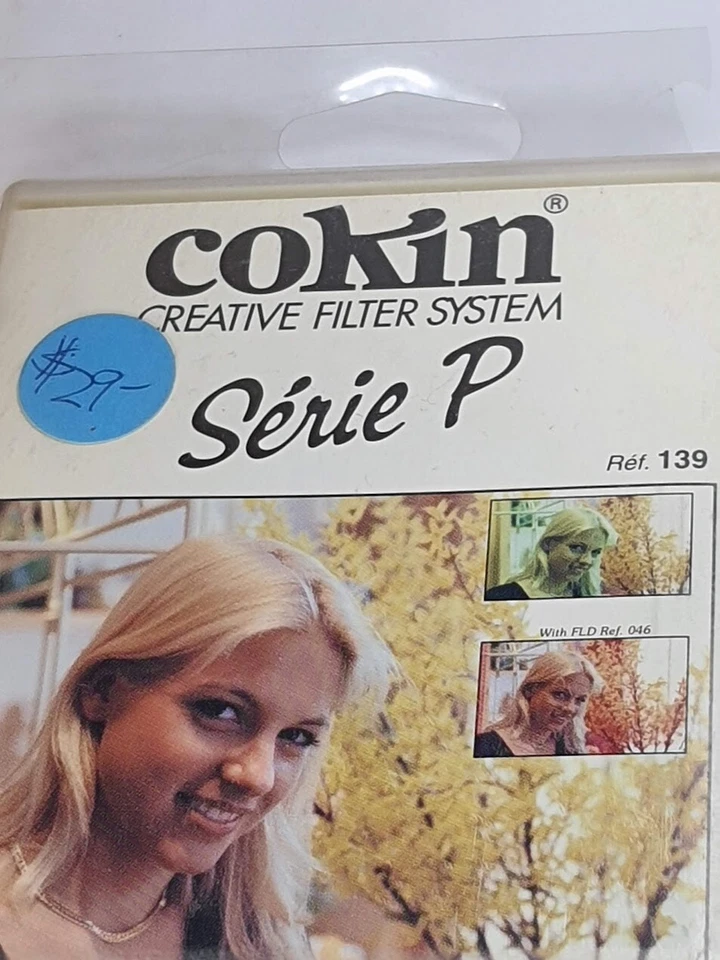 cokin®
CREATIVE FILTER SYSTEM
$29-
Série P
Réf. 139
With FLD Ref. 046